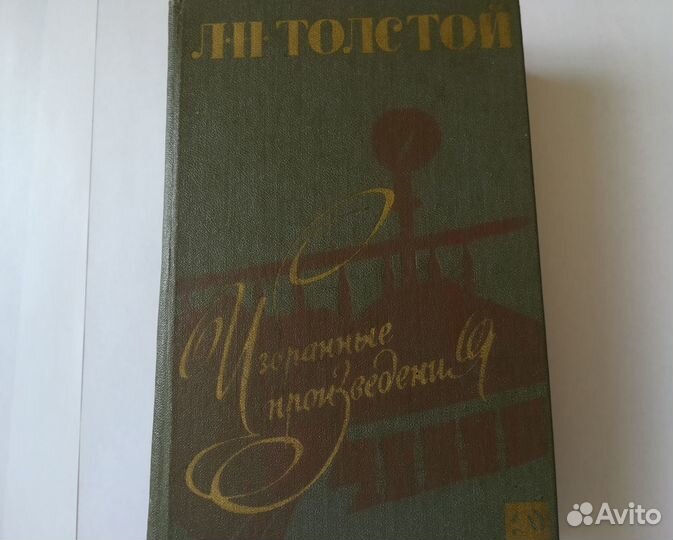 Л·Н·ТОЛСТОЙ
Избранные
произведения
Avito